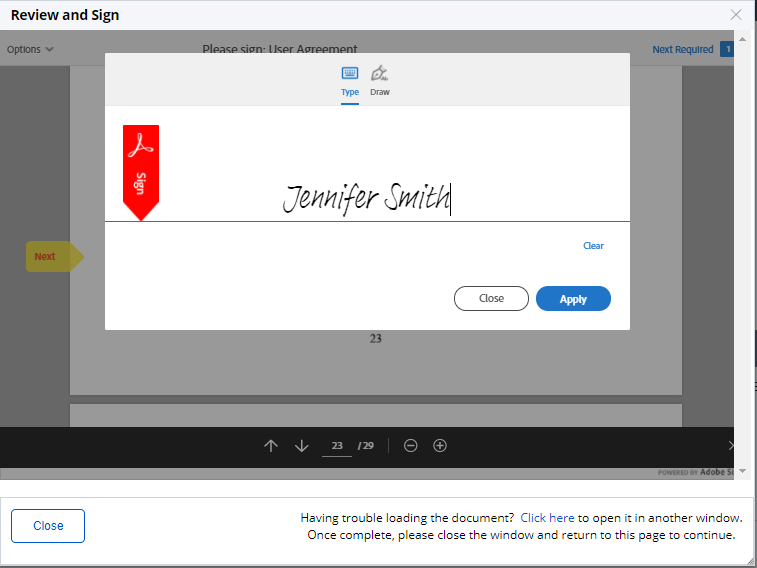 Review and Sign
Options
Please sign: User Agreement
Next Required 1
Type Draw
Sign
Jennifer Smith
Clear
Next
Close Apply
23
23 / 29
POWERED BY Adobe
Close
Having trouble loading the document? Click here to open it in another window.
Once complete, please close the window and return to this page to continue.